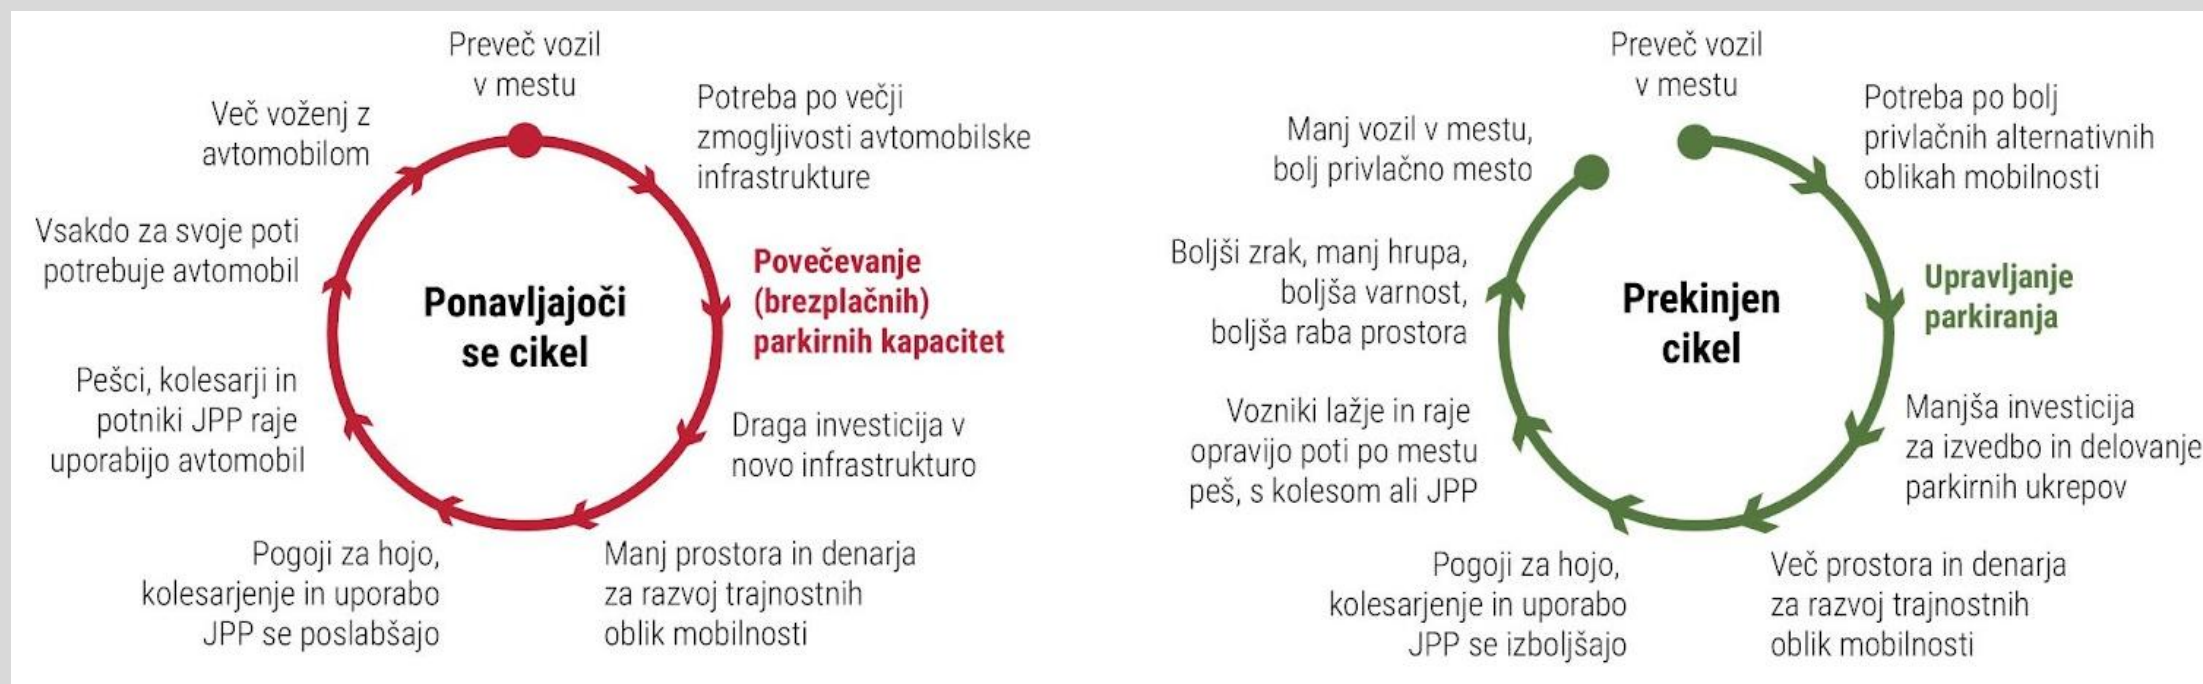 Preveč vozil
v mestu
Potreba po večji
zmogljivosti avtomobilske
infrastrukture
Povečevanje
(brezplačnih)
parkirnih kapacitet
Draga investicija v
novo infrastrukturo
Manj prostora in denarja
za razvoj trajnostnih
oblik mobilnosti
Pogoji za hojo,
kolesarjenje in uporabo
JPP se poslabšajo
Pešci, kolesarji in
potniki JPP raje
uporabijo avtomobil
Vsakdo za svoje poti
potrebuje avtomobil
Več voženj z
avtomobilom
Ponavljajoči
se cikel
Preveč vozil
v mestu
Potreba po bolj
privlačnih alternativnih
oblikah mobilnosti
Upravljanje
parkiranja
Manjša investicija
za izvedbo in delovanje
parkirnih ukrepov
Več prostora in denarja
za razvoj trajnostnih
oblik mobilnosti
Pogoji za hojo,
kolesarjenje in uporabo
JPP se izboljšajo
Vozniki lažje in raje
opravijo poti po mestu
peš, s kolesom ali JPP
Boljši zrak, manj hrupa,
boljša varnost,
boljša raba prostora
Manj vozil v mestu,
bolj privlačno mesto
Prekinjen
cikel